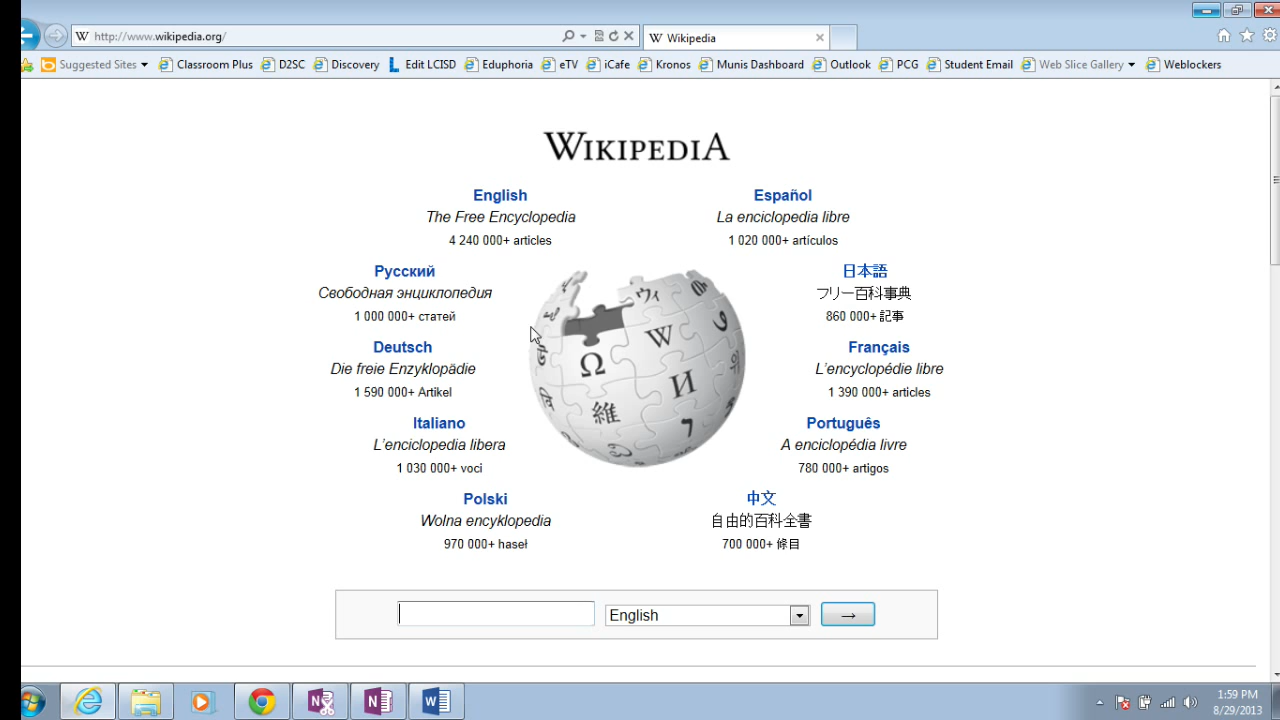 http://www.wikipedia.org/
W Wikipedia
Suggested Sites Classroom Plus D2SC Discovery Edit LCISD Eduphoria eTV iCafe Kronos Munis Dashboard Outlook PCG Student Email Web Slice Gallery Weblockers
WIKIPEDIA
English
The Free Encyclopedia
4 240 000+ articles
Español
La enciclopedia libre
1 020 000+ artículos
Русский
Свободная энциклопедия
1 000 000+ статей
日本語
フリー百科事典
860 000+ 記事
Deutsch
Die freie Enzyklopädie
1 590 000+ Artikel
Français
L’encyclopédie libre
1 390 000+ articles
Italiano
L’enciclopedia libera
1 030 000+ voci
Português
A enciclopédia livre
780 000+ artigos
Polski
Wolna encyklopedia
970 000+ haseł
中文
自由的百科全書
700 000+ 條目
ウィ
W
Ω
И
維
7
English
→
1:59 PM
8/29/2013